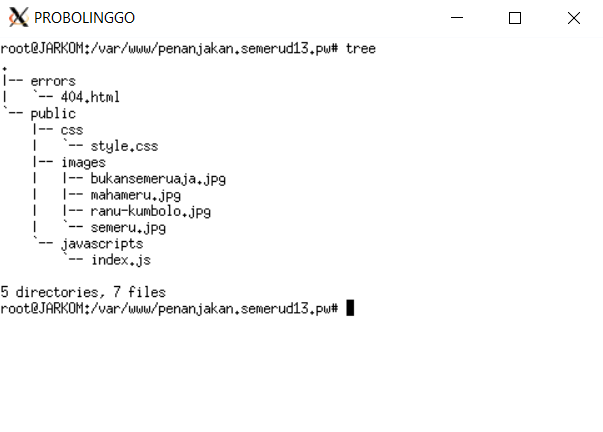 PROBOLINGGO
root@JARKOM:/var/www/penanjakan.semerud13.pw# tree
.
|-- errors
|   `-- 404.html
`-- public
    |-- css
    |   `-- style.css
    |-- images
    |   |-- bukansemeruaja.jpg
    |   |-- mahameru.jpg
    |   |-- ranu-kumbolo.jpg
    |   `-- semeru.jpg
    `-- javascripts
        `-- index.js

5 directories, 7 files
root@JARKOM:/var/www/penanjakan.semerud13.pw#